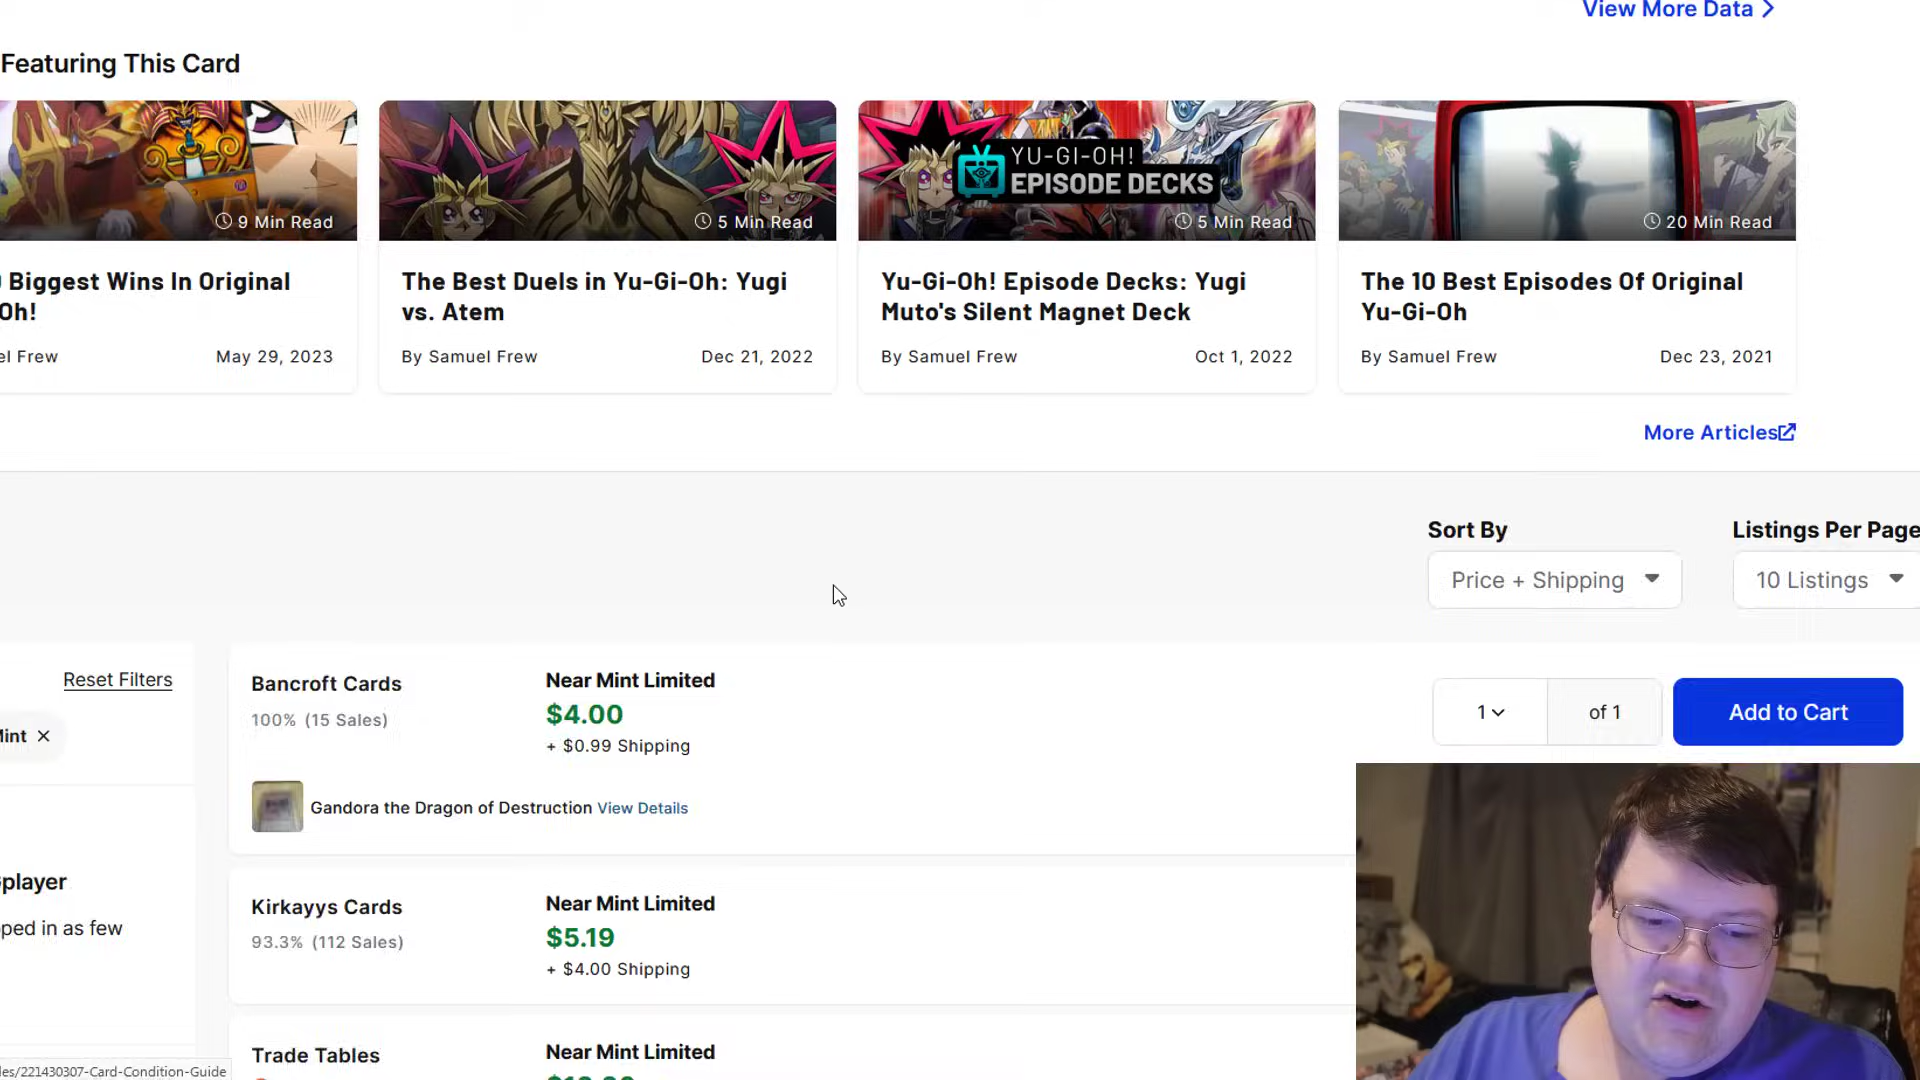 View More Data
Featuring This Card
9 Min Read
5 Min Read
YU-GI-OH!
EPISODE DECKS
5 Min Read
20 Min Read
Biggest Wins In Original
Oh!
The Best Duels in Yu-Gi-Oh: Yugi
vs. Atem
Yu-Gi-Oh! Episode Decks: Yugi
Muto's Silent Magnet Deck
The 10 Best Episodes Of Original
Yu-Gi-Oh
el Frew
May 29, 2023
By Samuel Frew
Dec 21, 2022
By Samuel Frew
Oct 1, 2022
By Samuel Frew
Dec 23, 2021
More Articles
Sort By
Listings Per Page
Price + Shipping
10 Listings
Reset Filters
Mint ×
player
ped in as few
Bancroft Cards
100% (15 Sales)
Near Mint Limited
$4.00
+ $0.99 Shipping
1
of 1
Add to Cart
Gandora the Dragon of Destruction View Details
Kirkayys Cards
93.3% (112 Sales)
Near Mint Limited
$5.19
+ $4.00 Shipping
Trade Tables
Near Mint Limited
les/221430307-Card-Condition-Guide